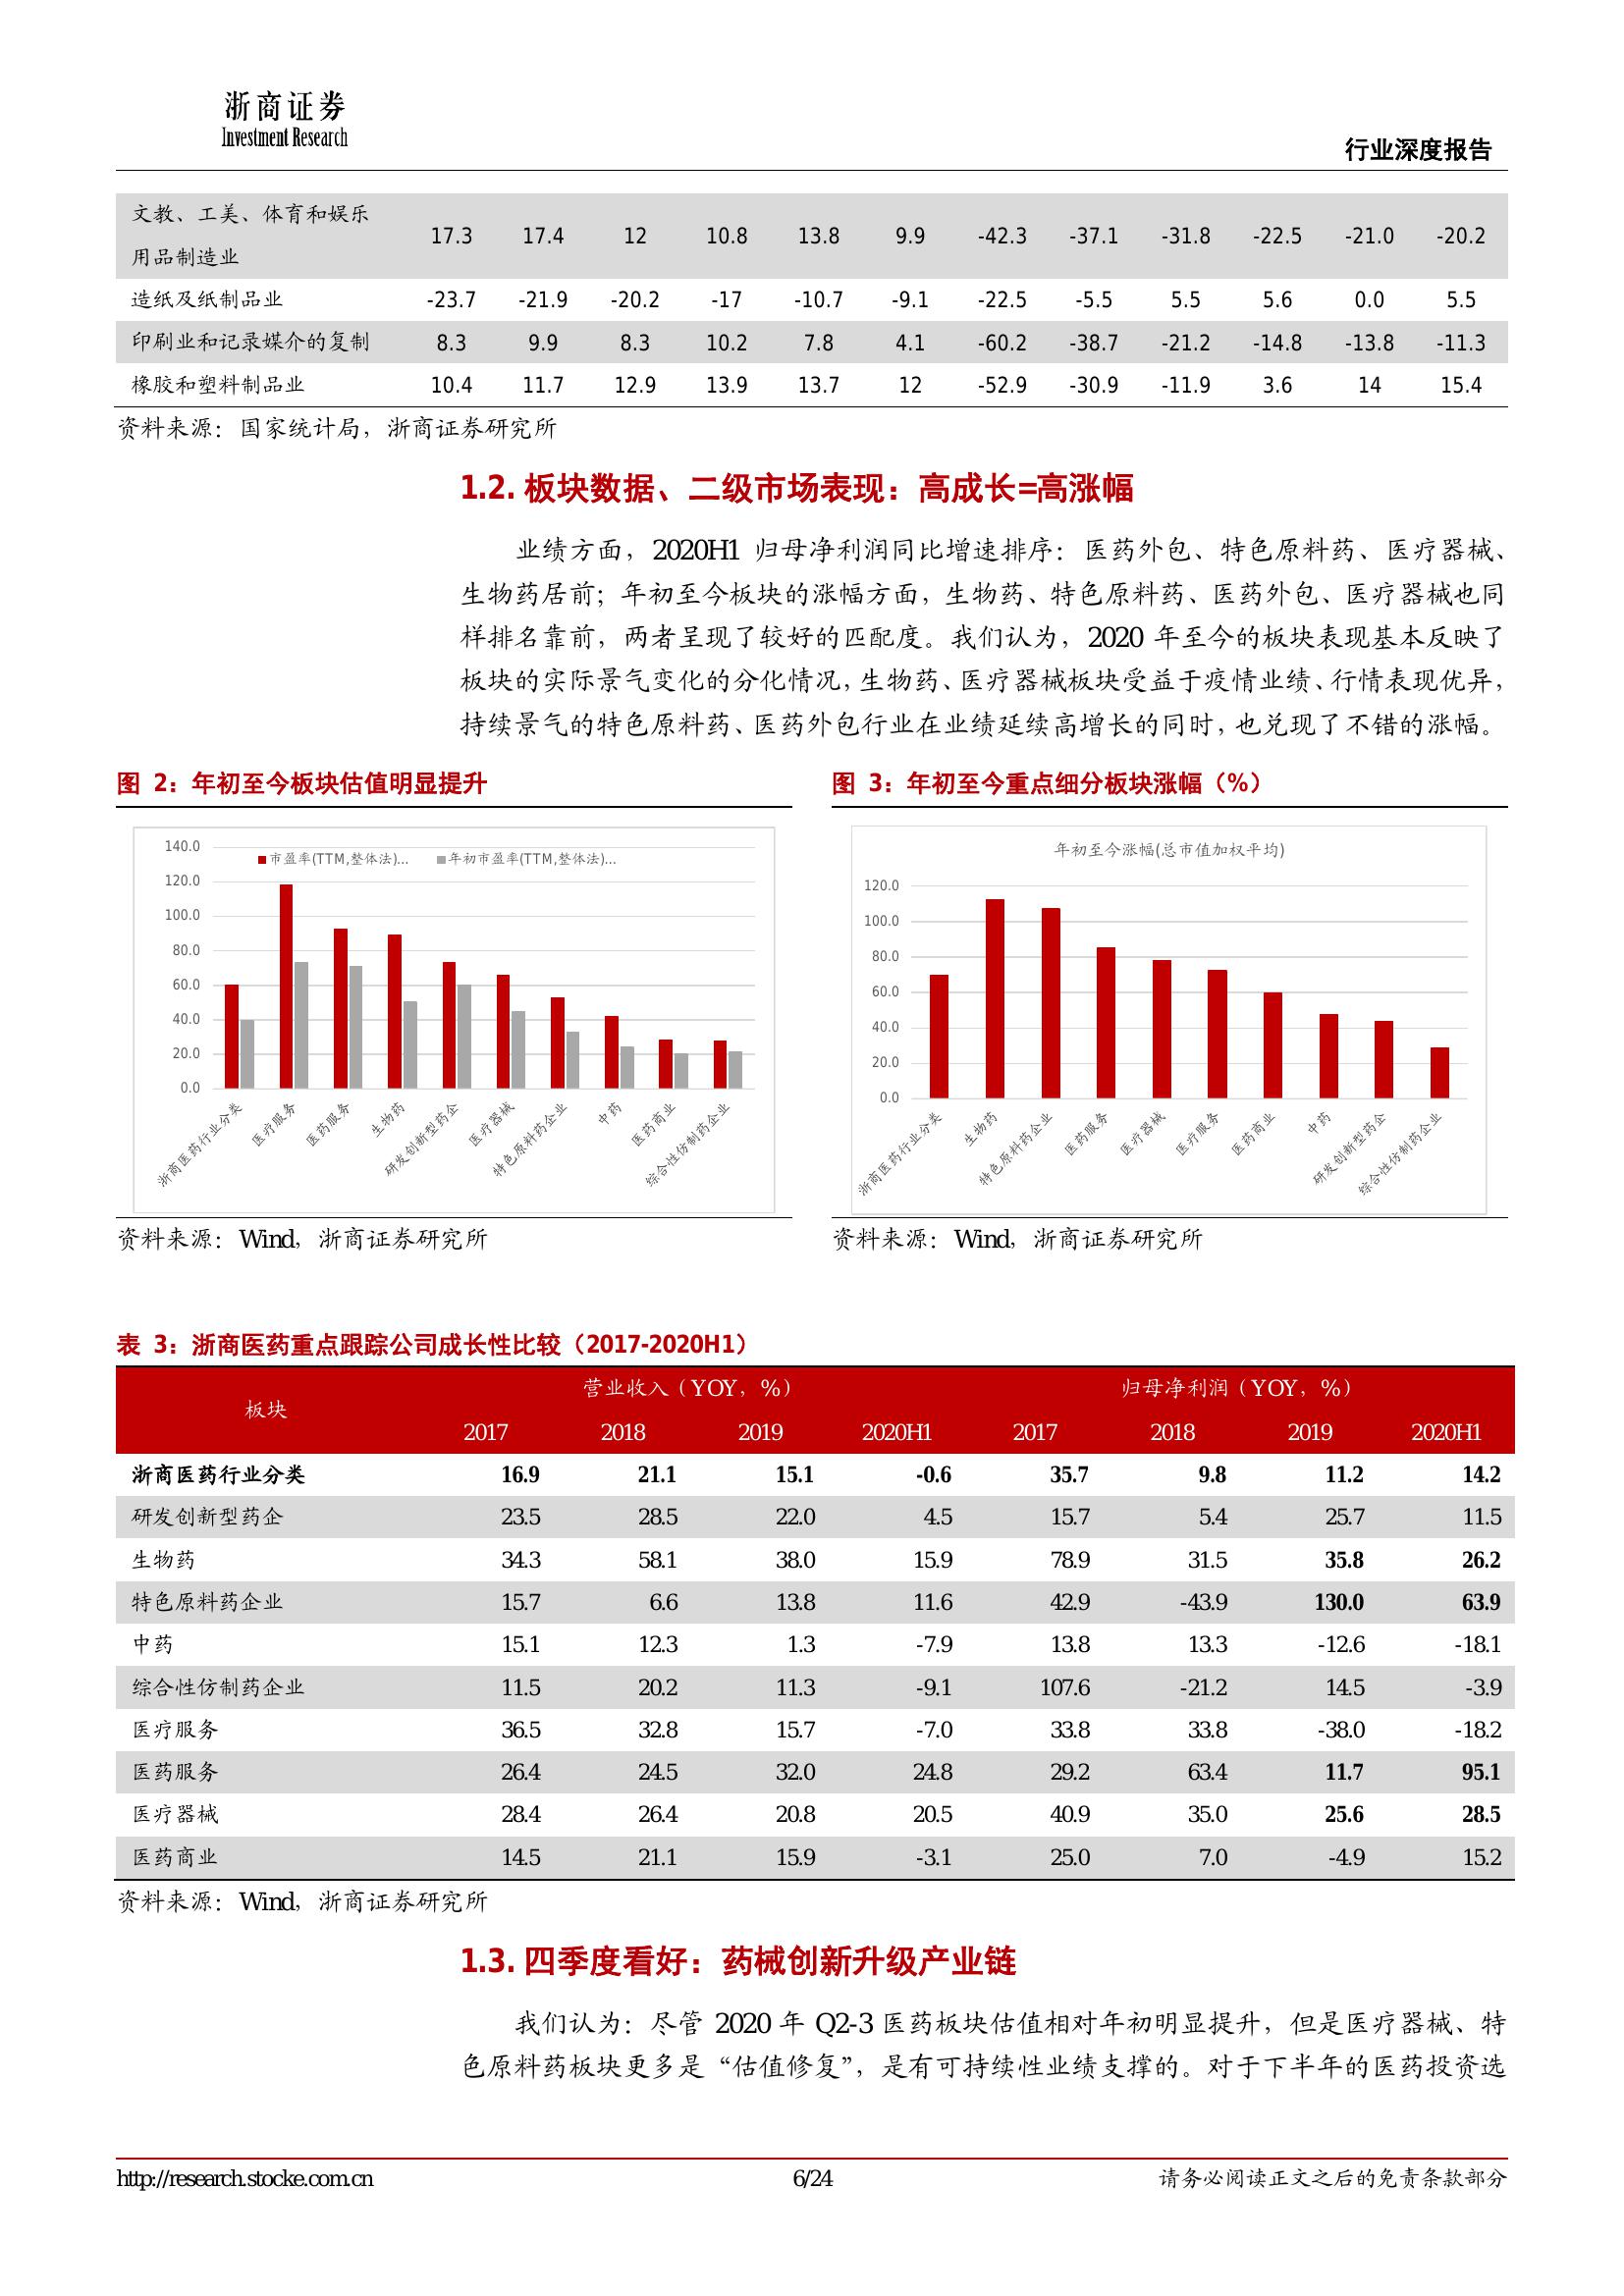 浙商证券
Investment Research
行业深度报告
文教、工美、体育和娱乐
用品制造业 17.3 17.4 12 10.8 13.8 9.9 -42.3 -37.1 -31.8 -22.5 -21.0 -20.2
造纸及纸制品业 -23.7 -21.9 -20.2 -17 -10.7 -9.1 -22.5 -5.5 5.5 5.6 0.0 5.5
印刷业和记录媒介的复制 8.3 9.9 8.3 10.2 7.8 4.1 -60.2 -38.7 -21.2 -14.8 -13.8 -11.3
橡胶和塑料制品业 10.4 11.7 12.9 13.9 13.7 12 -52.9 -30.9 -11.9 3.6 14 15.4
资料来源：国家统计局，浙商证券研究所
1.2. 板块数据、二级市场表现：高成长=高涨幅
业绩方面，2020H1 归母净利润同比增速排序：医药外包、特色原料药、医疗器械、
生物药居前；年初至今板块的涨幅方面，生物药、特色原料药、医药外包、医疗器械也同
样排名靠前，两者呈现了较好的匹配度。我们认为，2020 年至今的板块表现基本反映了
板块的实际景气变化的分化情况，生物药、医疗器械板块受益于疫情业绩、行情表现优异，
持续景气的特色原料药、医药外包行业在业绩延续高增长的同时，也兑现了不错的涨幅。
图 2：年初至今板块估值明显提升
市盈率(TTM,整体法)... 年初市盈率(TTM,整体法)...
140.0
120.0
100.0
80.0
60.0
40.0
20.0
0.0
浙商医药行业分类
医疗服务
医药服务
生物药
研发创新型药企
医疗器械
特色原料药企业
中药
医药商业
综合性仿制药企业
资料来源：Wind，浙商证券研究所
图 3：年初至今重点细分板块涨幅（%）
年初至今涨幅(总市值加权平均)
120.0
100.0
80.0
60.0
40.0
20.0
0.0
浙商医药行业分类
生物药
特色原料药企业
医药服务
医疗器械
医疗服务
医药商业
中药
研发创新型药企
综合性仿制药企业
资料来源：Wind，浙商证券研究所
表 3：浙商医药重点跟踪公司成长性比较（2017-2020H1）
板块 营业收入（YOY，%） 归母净利润（YOY，%）
2017 2018 2019 2020H1 2017 2018 2019 2020H1
浙商医药行业分类 16.9 21.1 15.1 -0.6 35.7 9.8 11.2 14.2
研发创新型药企 23.5 28.5 22.0 4.5 15.7 5.4 25.7 11.5
生物药 34.3 58.1 38.0 15.9 78.9 31.5 35.8 26.2
特色原料药企业 15.7 6.6 13.8 11.6 42.9 -43.9 130.0 63.9
中药 15.1 12.3 1.3 -7.9 13.8 13.3 -12.6 -18.1
综合性仿制药企业 11.5 20.2 11.3 -9.1 107.6 -21.2 14.5 -3.9
医疗服务 36.5 32.8 15.7 -7.0 33.8 33.8 -38.0 -18.2
医药服务 26.4 24.5 32.0 24.8 29.2 63.4 11.7 95.1
医疗器械 28.4 26.4 20.8 20.5 40.9 35.0 25.6 28.5
医药商业 14.5 21.1 15.9 -3.1 25.0 7.0 -4.9 15.2
资料来源：Wind，浙商证券研究所
1.3. 四季度看好：药械创新升级产业链
我们认为：尽管 2020 年 Q2-3 医药板块估值相对年初明显提升，但是医疗器械、特
色原料药板块更多是“估值修复”，是有可持续性业绩支撑的。对于下半年的医药投资选
http://research.stocke.com.cn 6/24 请务必阅读正文之后的免责条款部分